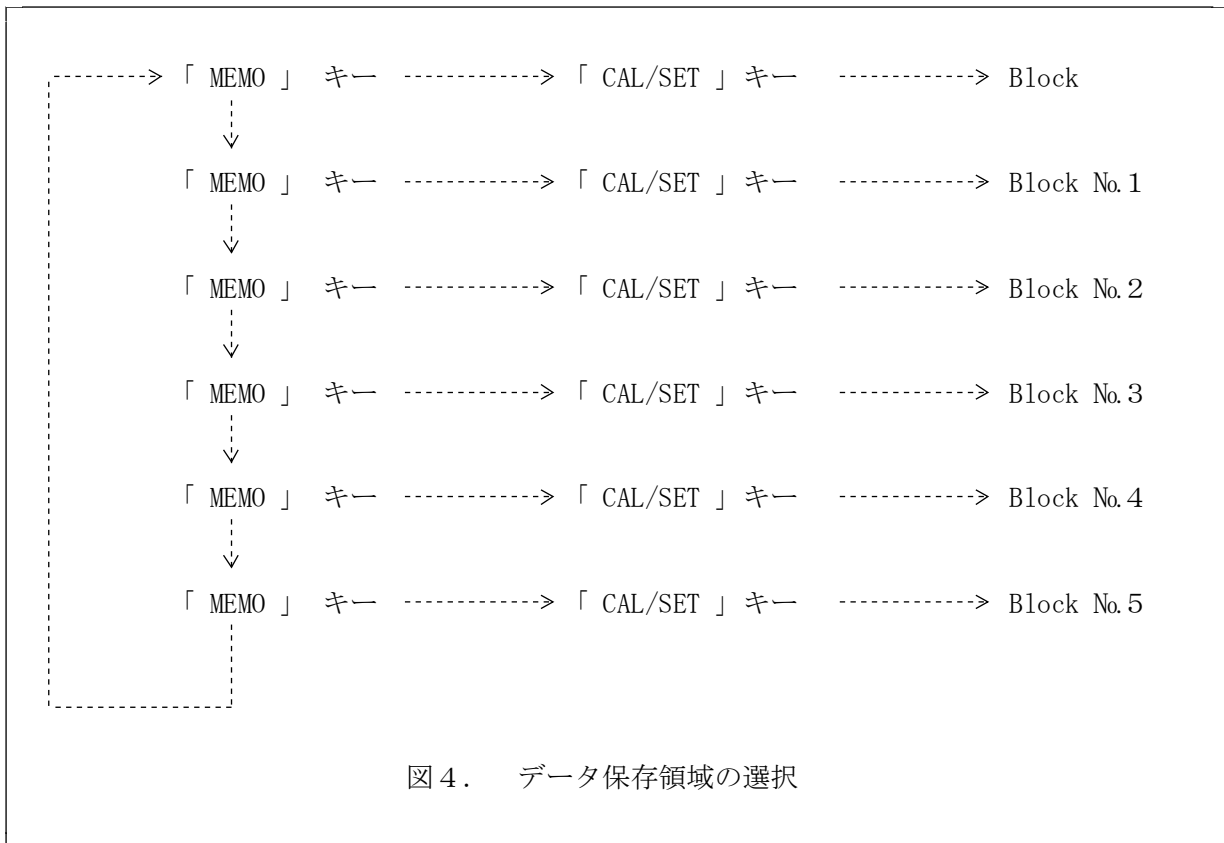 「 MEMO 」 キー 「 CAL/SET 」キー Block
「 MEMO 」 キー 「 CAL/SET 」キー Block №.1
「 MEMO 」 キー 「 CAL/SET 」キー Block №.2
「 MEMO 」 キー 「 CAL/SET 」キー Block №.3
「 MEMO 」 キー 「 CAL/SET 」キー Block №.4
「 MEMO 」 キー 「 CAL/SET 」キー Block №.5
図4. データ保存領域の選択